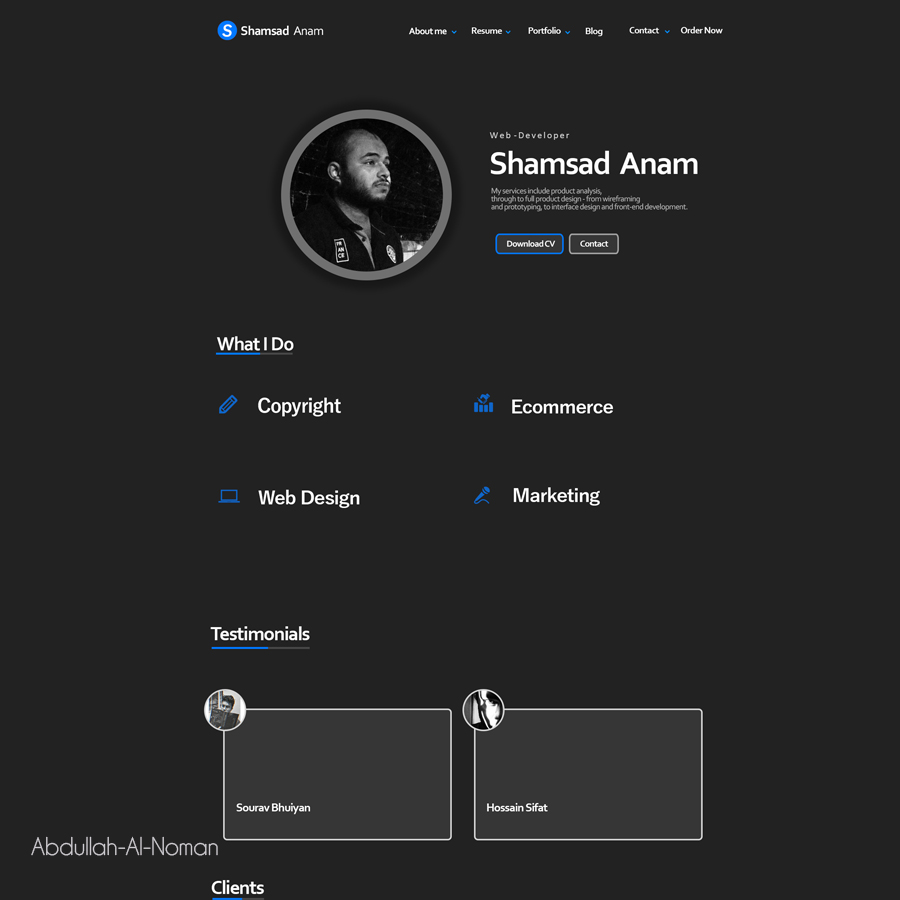 S Shamsad Anam
About me Resume Portfolio Blog Contact Order Now
Web-Developer
Shamsad Anam
My services include product analysis,
through to full product design - from wireframing
and prototyping, to interface design and front-end development.
Download CV Contact
What I Do
Copyright Ecommerce
Web Design Marketing
Testimonials
Sourav Bhuiyan Hossain Sifat
Abdullah-Al-Noman
Clients